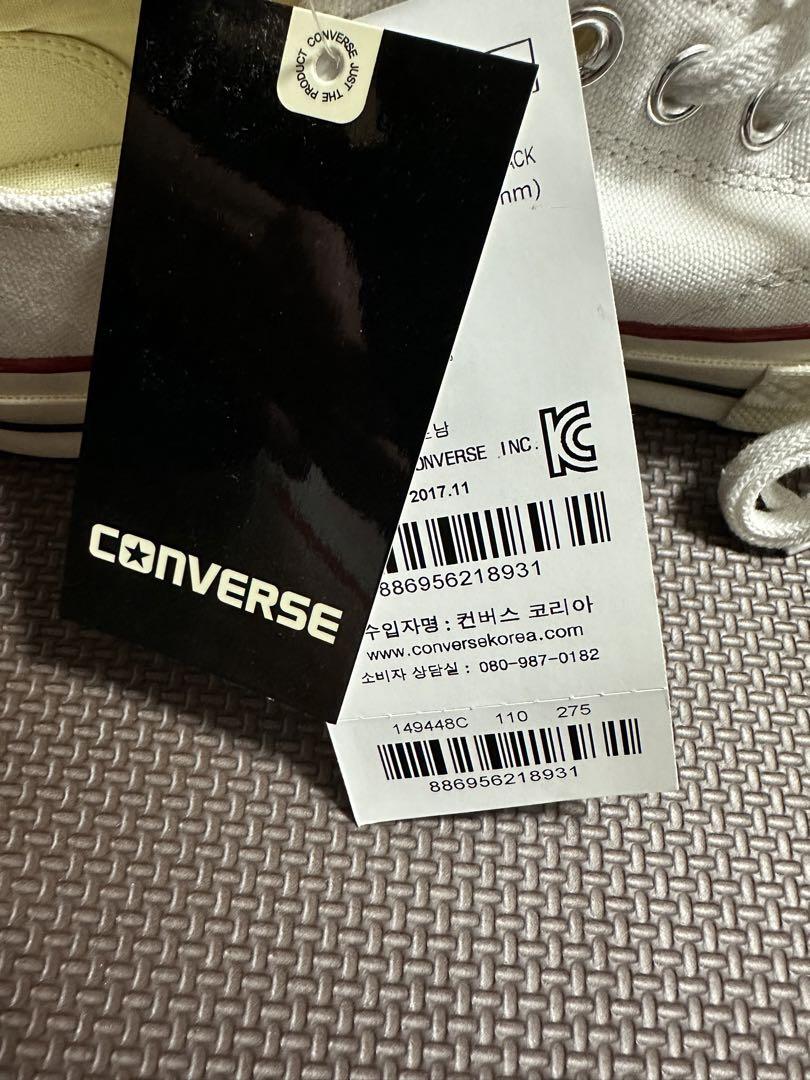 CONVERSE JUST THE PRODUCT
CONVERSE
ACK
mm)
남
ONVERSE INC.
2017.11
886956218931
수입자명 : 컨버스 코리아
www.conversekorea.com
소비자 상담실 : 080-987-0182
149448C 110 275
886956218931